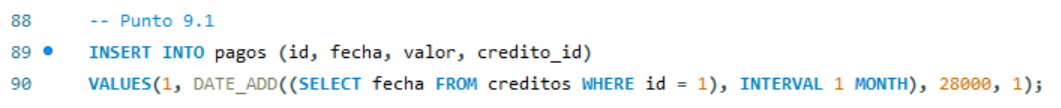 88 -- Punto 9.1
89 INSERT INTO pagos (id, fecha, valor, credito_id)
90 VALUES(1, DATE_ADD((SELECT fecha FROM creditos WHERE id = 1), INTERVAL 1 MONTH), 28000, 1);